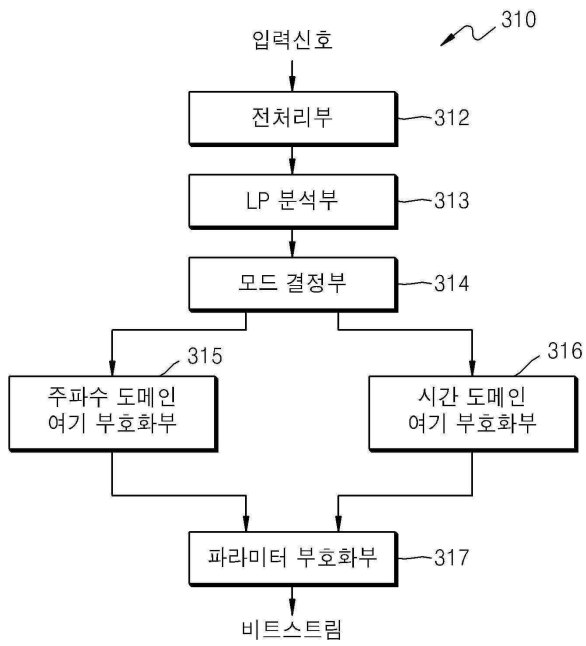 310
입력신호
전처리부
312
LP 분석부
313
모드 결정부
314
315
316
주파수 도메인
여기 부호화부
시간 도메인
여기 부호화부
파라미터 부호화부
317
비트스트림